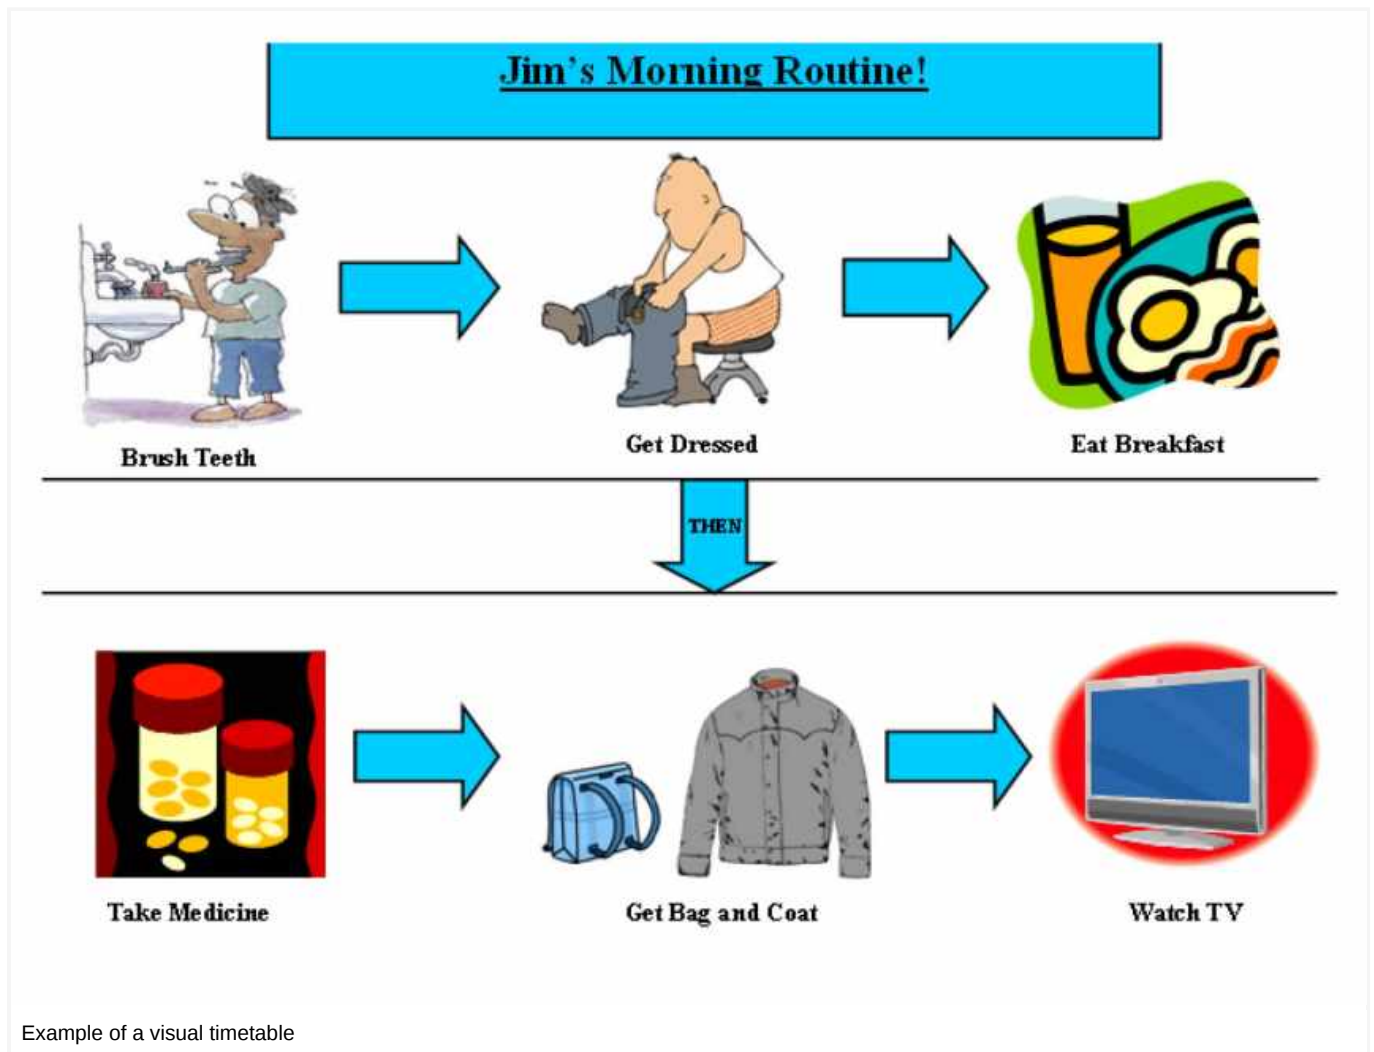 Jim's Morning Routine!
Brush Teeth
Get Dressed
Eat Breakfast
THEN
Take Medicine
Get Bag and Coat
Watch TV
Example of a visual timetable